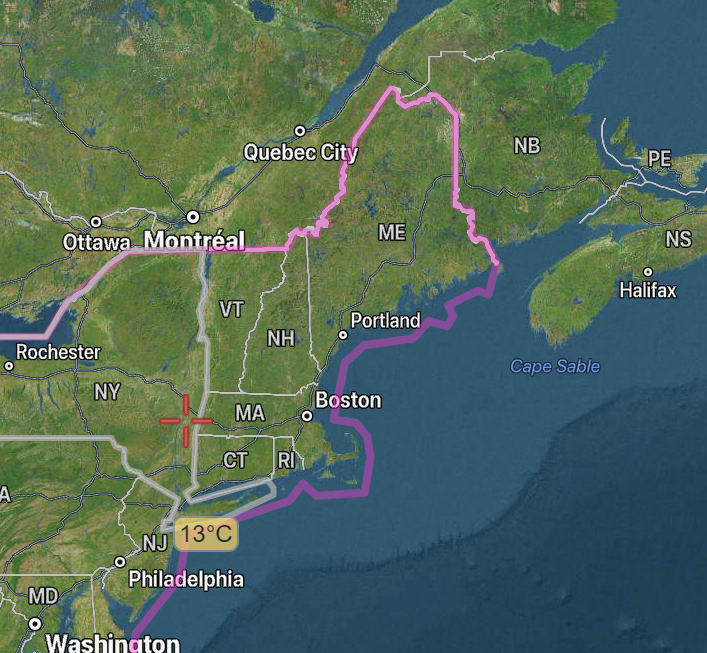 NB
PE
Quebec City
Ottawa
Montréal
ME
NS
Halifax
VT
Portland
NH
Rochester
Cape Sable
NY
MA
Boston
CT
RI
A
13°C
NJ
Philadelphia
MD
Washington